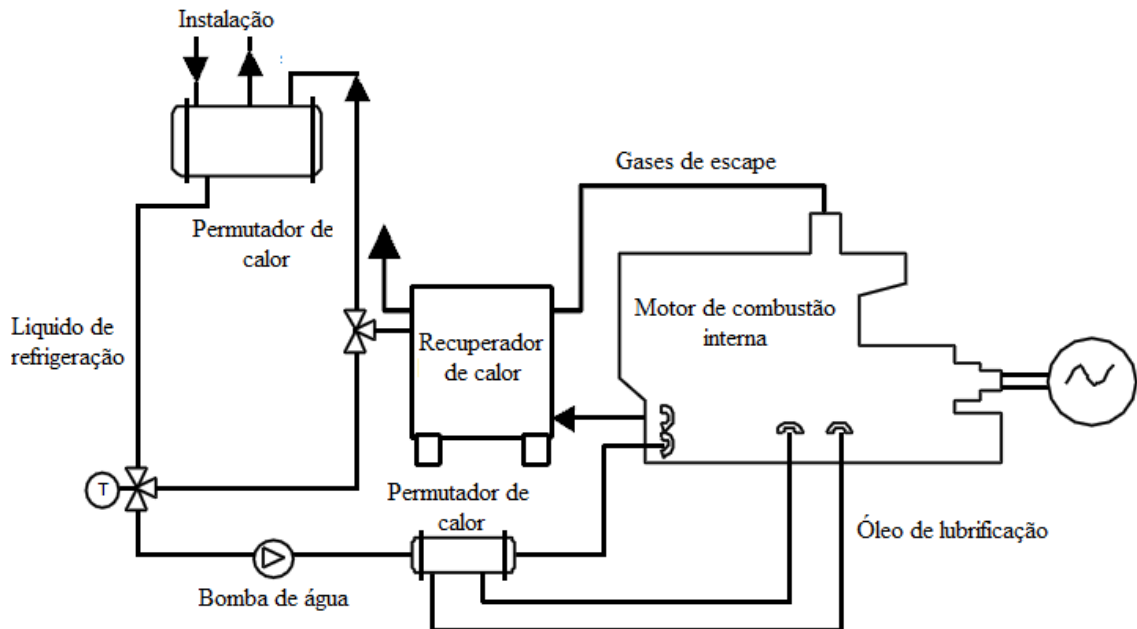 Instalação
Gases de escape
Permutador de
calor
Motor de combustão
interna
Liquido de
refrigeração
Recuperador
de calor
T
Permutador de
calor
Óleo de lubrificação
Bomba de água